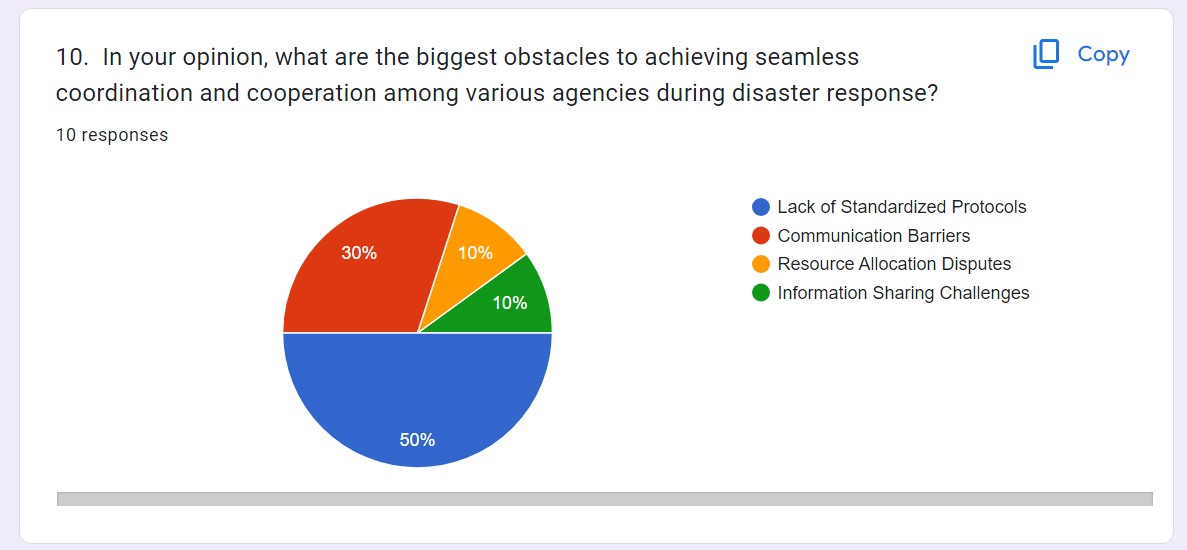 10. In your opinion, what are the biggest obstacles to achieving seamless
coordination and cooperation among various agencies during disaster response?
Copy
10 responses
30%
10%
10%
50%
Lack of Standardized Protocols
Communication Barriers
Resource Allocation Disputes
Information Sharing Challenges